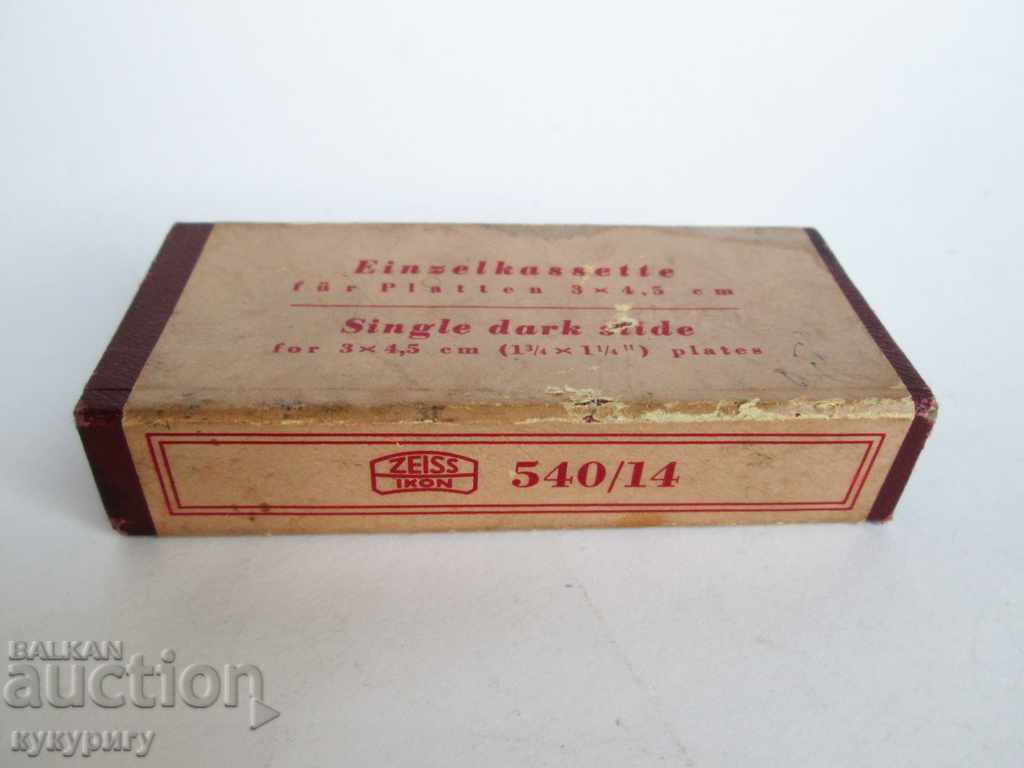 Einzelkassette
für Platten 3 × 4,5 cm
Single dark slide
for 3 × 4,5 cm (1³/₄ × 1¹/₄") plates
ZEISS
IKON
540/14
BALKAN
auction
кукуригу